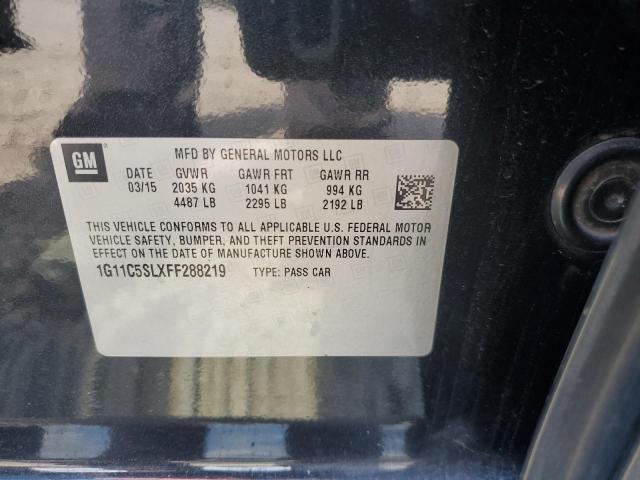 GM
MFD BY GENERAL MOTORS LLC
DATE GVWR GAWR FRT GAWR RR
03/15 2035 KG 1041 KG 994 KG
4487 LB 2295 LB 2192 LB
THIS VEHICLE CONFORMS TO ALL APPLICABLE U.S. FEDERAL MOTOR
VEHICLE SAFETY, BUMPER, AND THEFT PREVENTION STANDARDS IN
EFFECT ON THE DATE OF MANUFACTURE SHOWN ABOVE.
1G11C5SLXFF288219 TYPE: PASS CAR